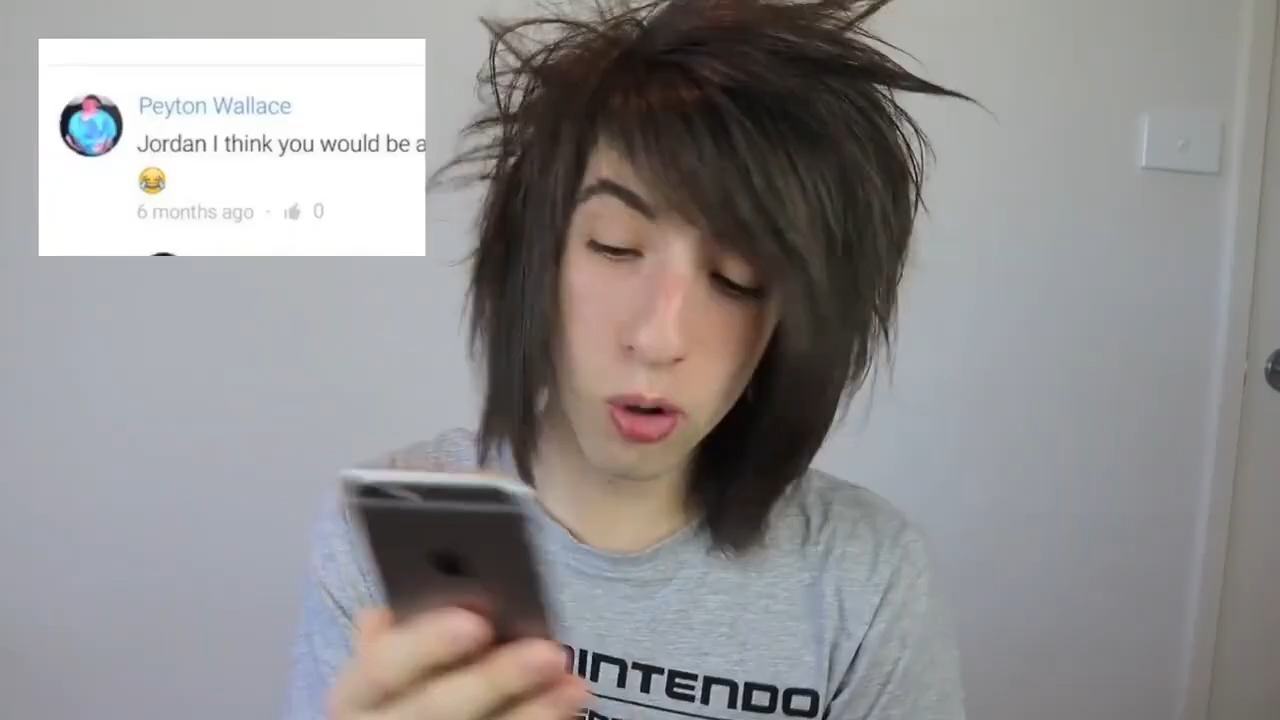 Peyton Wallace
Jordan I think you would be a
😂
6 months ago · 0
NINTENDO